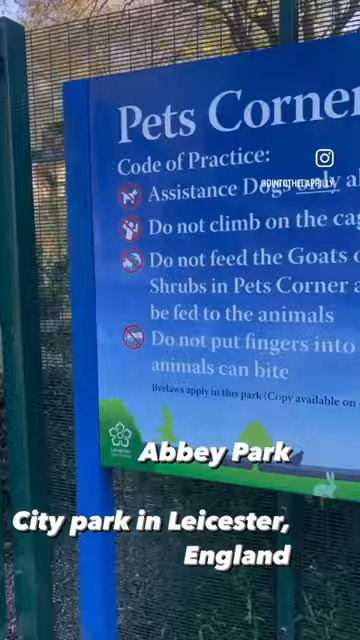 Pets Corner
Code of Practice:
Assistance Dogs only
Do not climb on the
Do not feed the Goats
Shrubs in Pets Corner
be fed to the animals
Do not put fingers into
animals can bite
Byelaws apply in this park (Copy available on
Abbey Park
City park in Leicester,
England